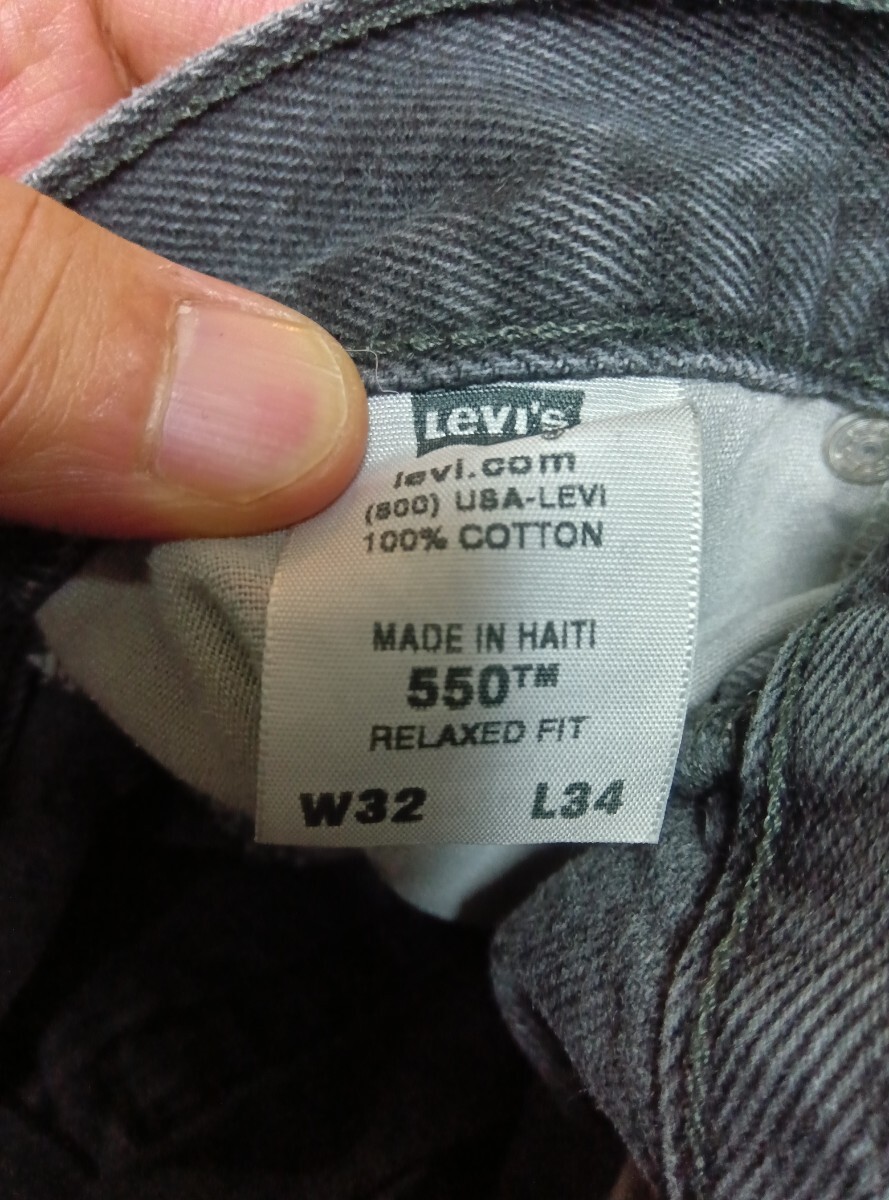 Levi's
levi.com
(800) USA-LEVI
100% COTTON
MADE IN HAITI
550™
RELAXED FIT
W32 L34